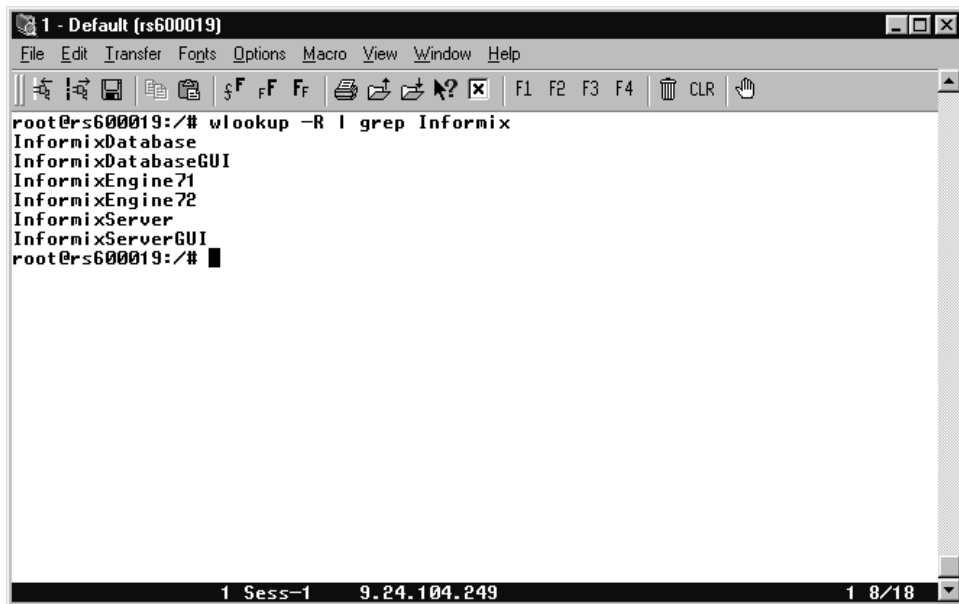 1 - Default (rs600019)
File Edit Transfer Fonts Options Macro View Window Help
F1 F2 F3 F4 CLR
root@rs600019:/# wlookup -R | grep Informix
InformixDatabase
InformixDatabaseGUI
InformixEngine71
InformixEngine72
InformixServer
InformixServerGUI
root@rs600019:/#
1 Sess-1 9.24.104.249 1 8/18